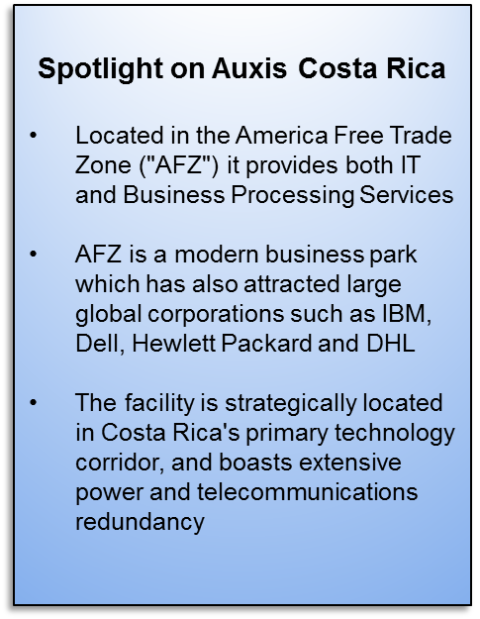 Spotlight on Auxis Costa Rica
• Located in the America Free Trade
Zone ("AFZ") it provides both IT
and Business Processing Services
• AFZ is a modern business park
which has also attracted large
global corporations such as IBM,
Dell, Hewlett Packard and DHL
• The facility is strategically located
in Costa Rica's primary technology
corridor, and boasts extensive
power and telecommunications
redundancy